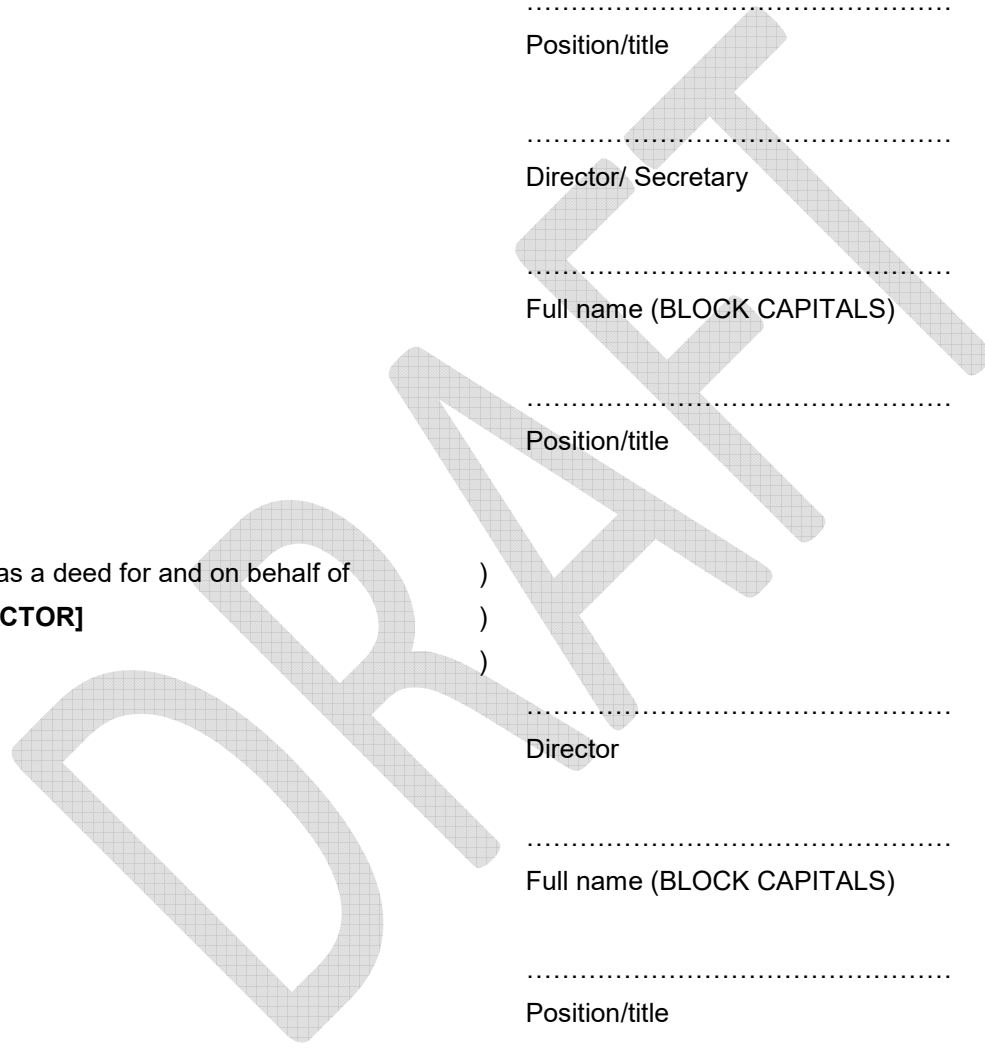 ……………………………………
Position/title
……………………………………
Director/ Secretary
……………………………………
Full name (BLOCK CAPITALS)
……………………………………
Position/title
as a deed for and on behalf of )
CTOR] )
)
……………………………………
Director
……………………………………
Full name (BLOCK CAPITALS)
……………………………………
Position/title
DRAFT